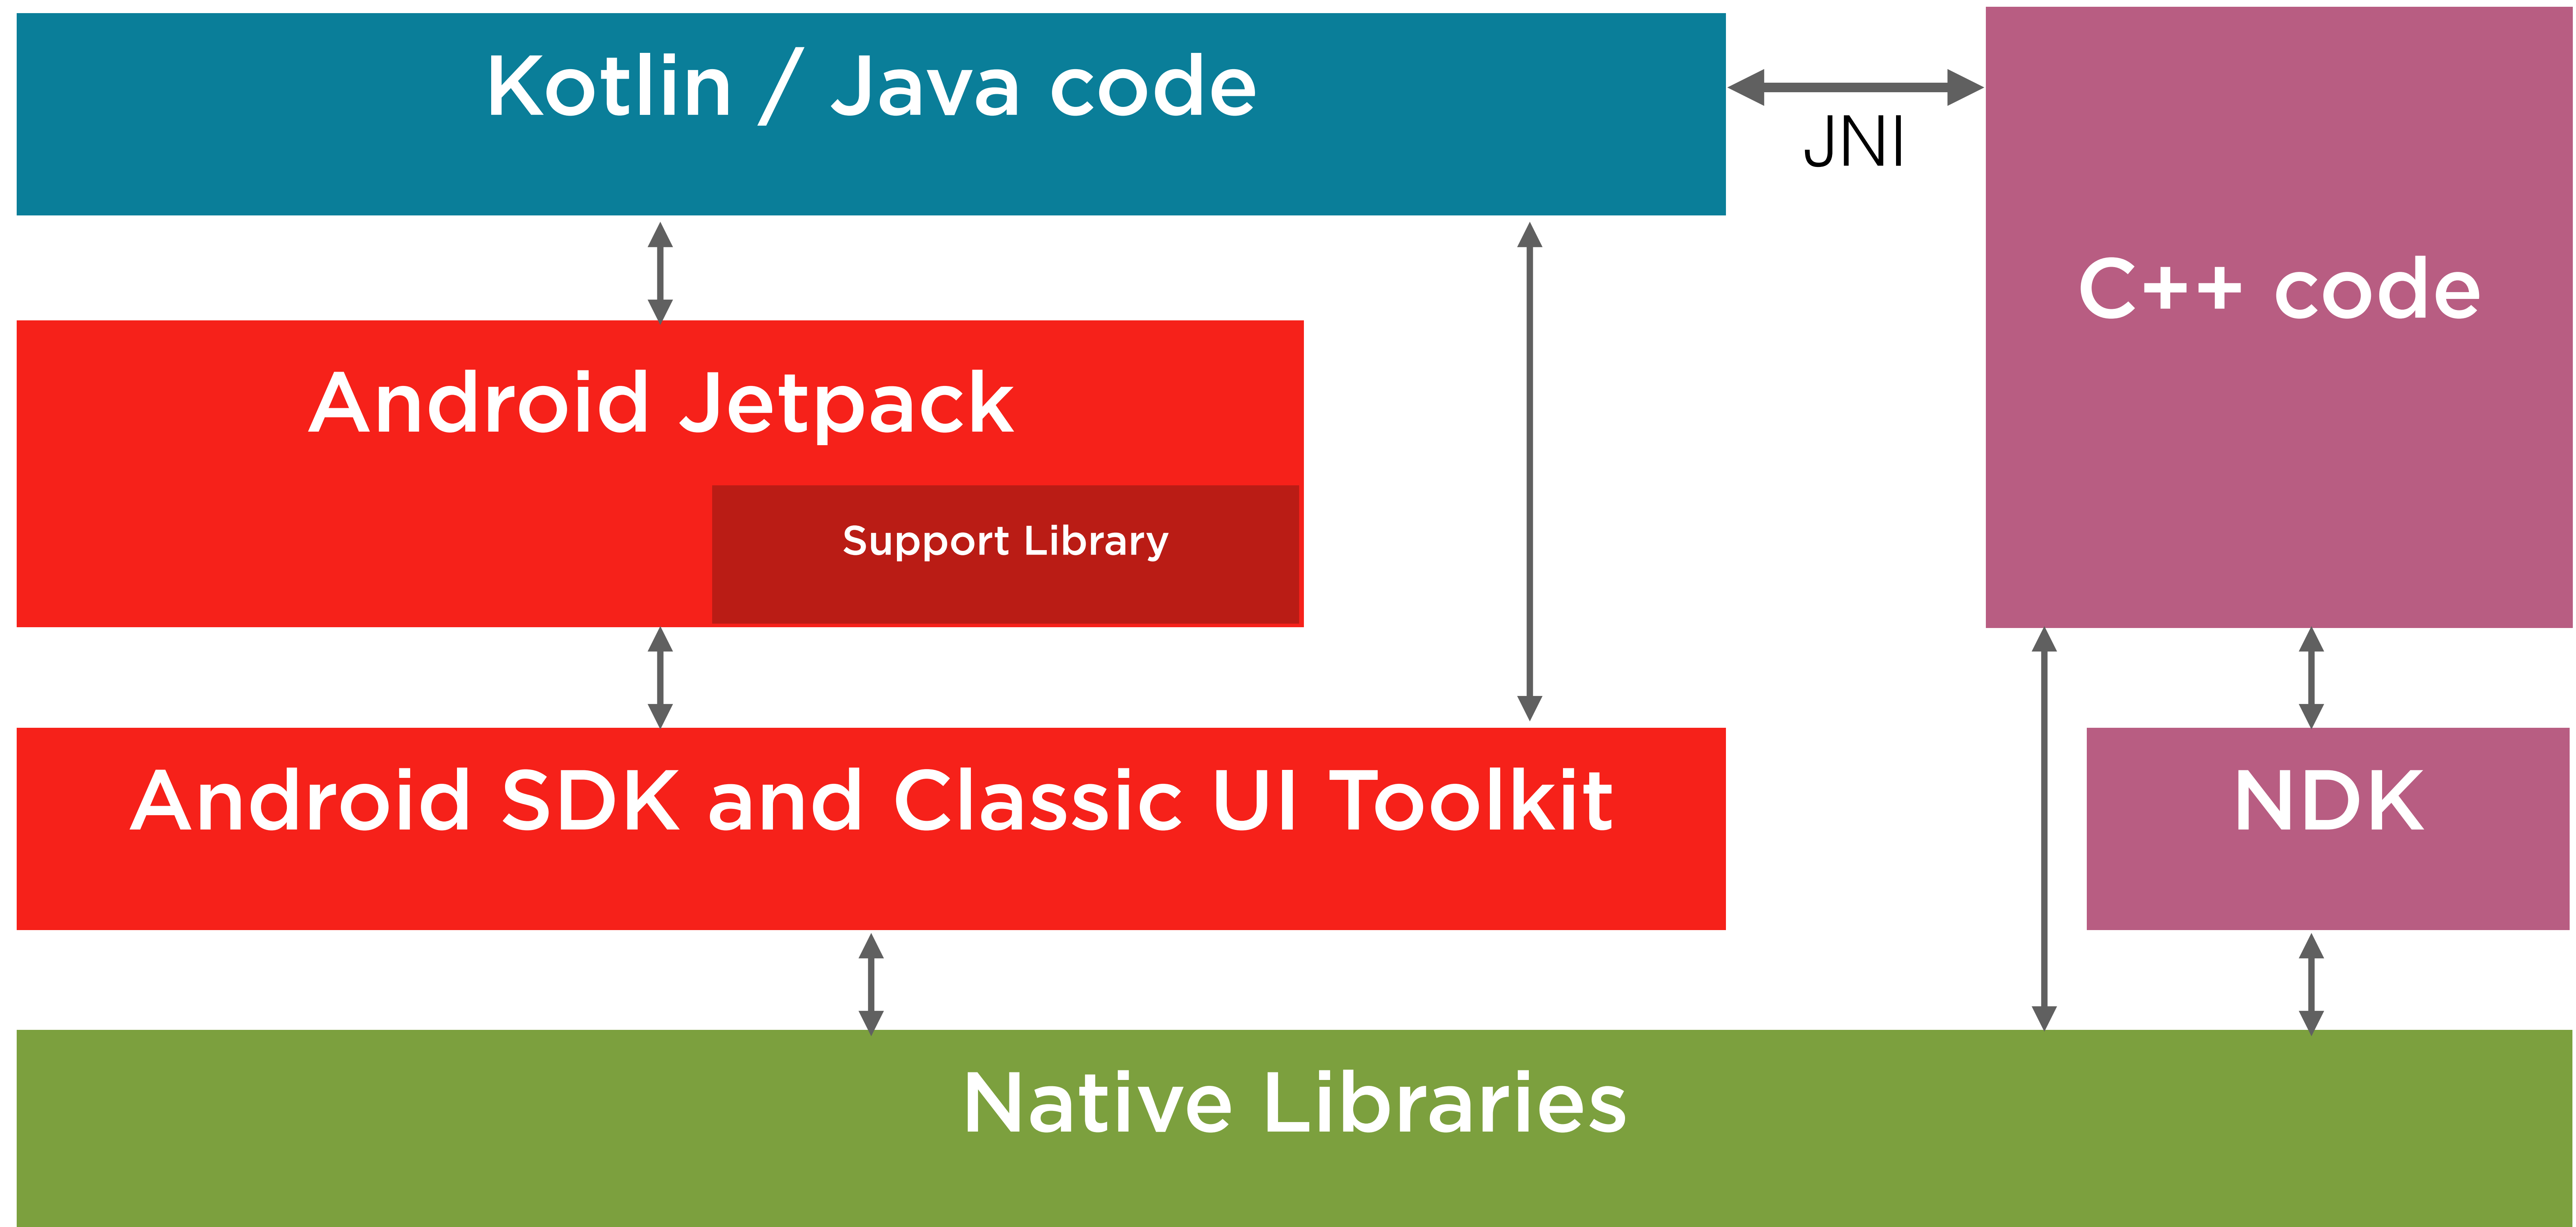 Kotlin / Java code
JNI
C++ code
Android Jetpack
Support Library
Android SDK and Classic UI Toolkit
NDK
Native Libraries